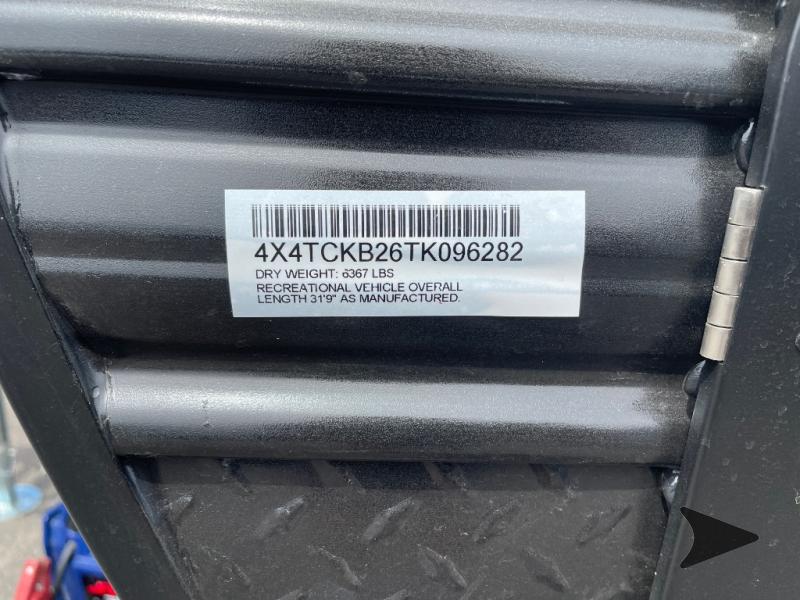 4X4TCKB26TK096282
DRY WEIGHT: 6367 LBS
RECREATIONAL VEHICLE OVERALL
LENGTH 31'9" AS MANUFACTURED.